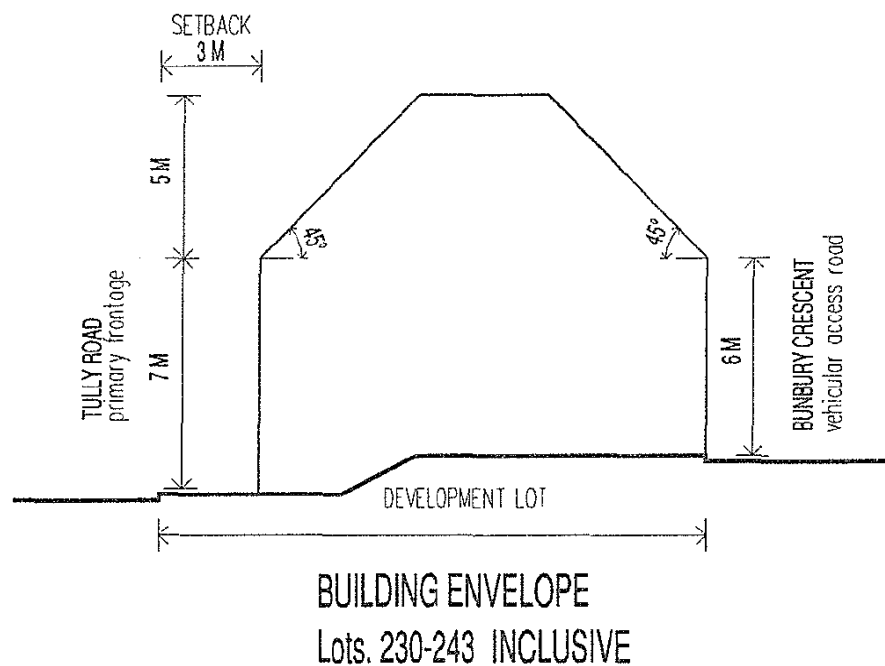 SETBACK
3 M
5 M
45°
45°
TULLY ROAD
primary frontage
7 M
6 M
BUNBURY CRESCENT
vehicular access road
DEVELOPMENT LOT
BUILDING ENVELOPE
Lots. 230-243 INCLUSIVE